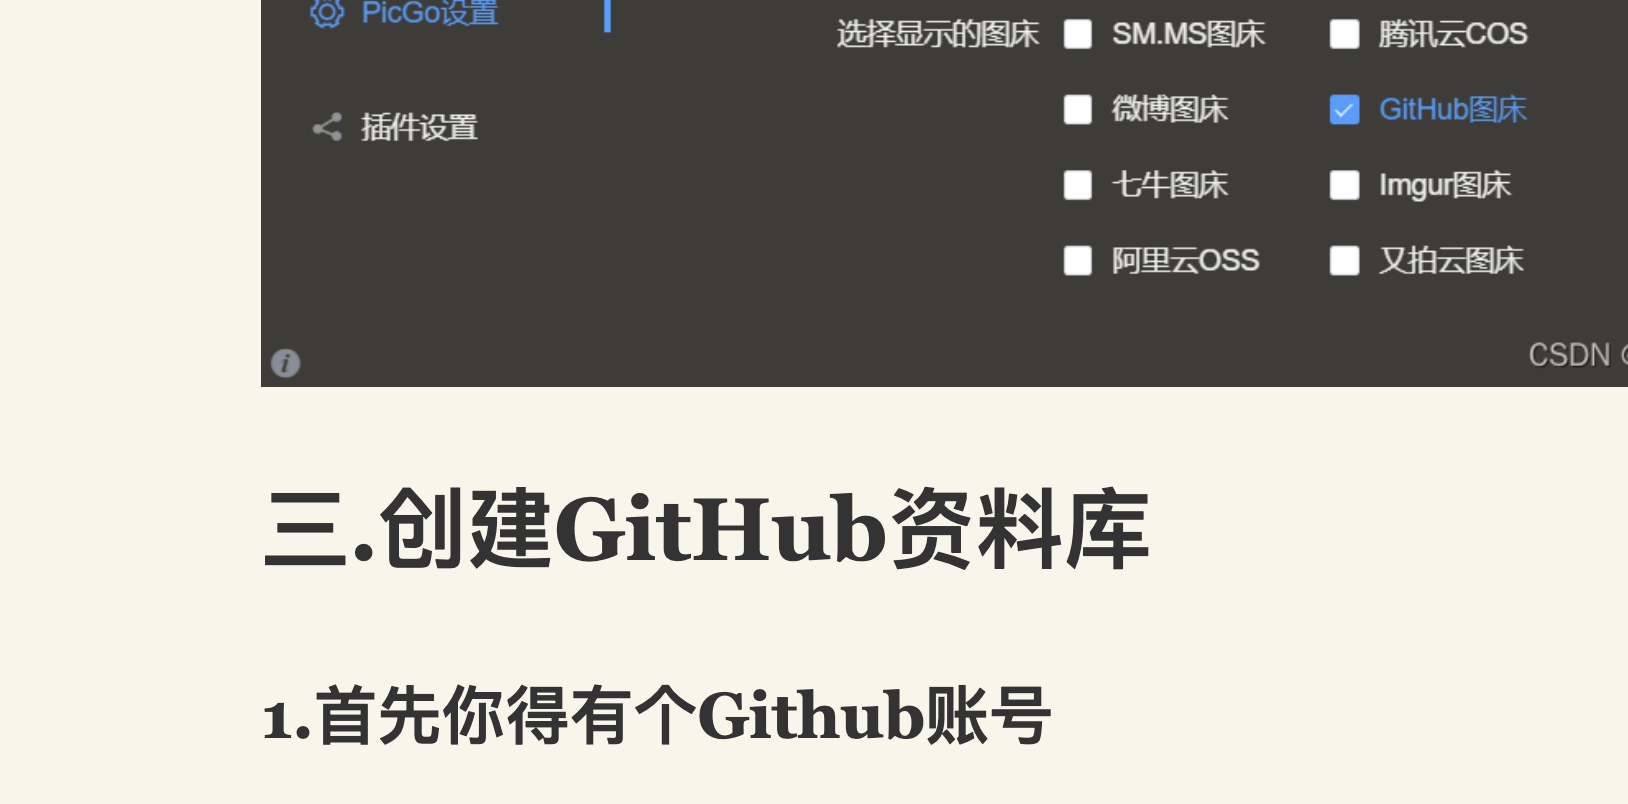 PicGo设置
选择显示的图床 SM.MS图床 腾讯云COS
微博图床 GitHub图床
插件设置
七牛图床 Imgur图床
阿里云OSS 又拍云图床
CSDN
三.创建GitHub资料库
1.首先你得有个Github账号